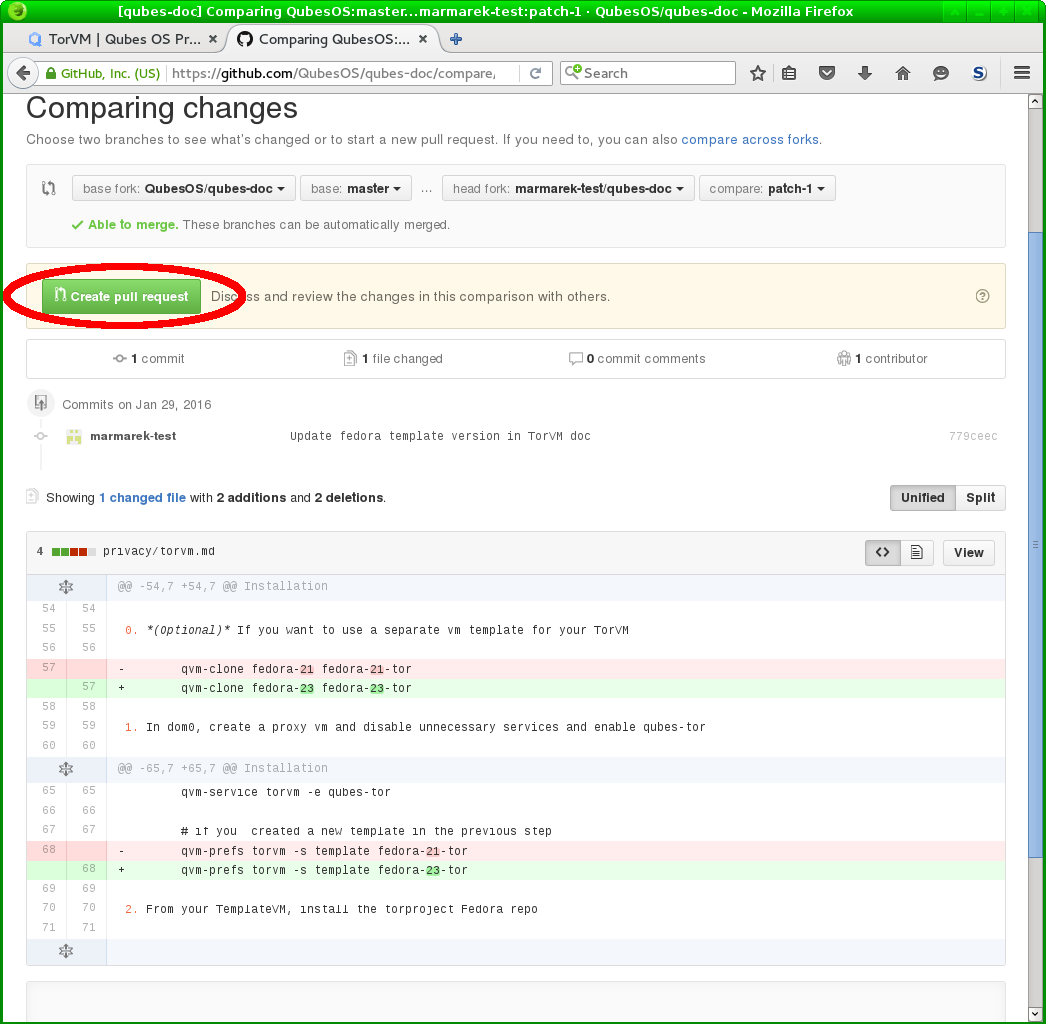 [qubes-doc] Comparing QubesOS:master...marmarek-test:patch-1 · QubesOS/qubes-doc - Mozilla Firefox
TorVM | Qubes OS Pr... × Comparing QubesOS:... ×
GitHub, Inc. (US) https://github.com/QubesOS/qubes-doc/compare/ Search
Comparing changes
Choose two branches to see what's changed or to start a new pull request. If you need to, you can also compare across forks.
base fork: QubesOS/qubes-doc base: master ... head fork: marmarek-test/qubes-doc compare: patch-1
Able to merge. These branches can be automatically merged.
Create pull request Discuss and review the changes in this comparison with others.
1 commit 1 file changed 0 commit comments 1 contributor
Commits on Jan 29, 2016
marmarek-test Update fedora template version in TorVM doc 779ceec
Showing 1 changed file with 2 additions and 2 deletions. Unified Split
4 privacy/torvm.md <> View
@@ -54,7 +54,7 @@ Installation
54 54
55 55 0. *(Optional)* If you want to use a separate vm template for your TorVM
56 56
57 - qvm-clone fedora-21 fedora-21-tor
57 + qvm-clone fedora-23 fedora-23-tor
58 58
59 59 1. In dom0, create a proxy vm and disable unnecessary services and enable qubes-tor
60 60
@@ -65,7 +65,7 @@ Installation
65 65 qvm-service torvm -e qubes-tor
66 66
67 67 # if you  created a new template in the previous step
68 - qvm-prefs torvm -s template fedora-21-tor
68 + qvm-prefs torvm -s template fedora-23-tor
69 69
70 70 2. From your TemplateVM, install the torproject Fedora repo
71 71